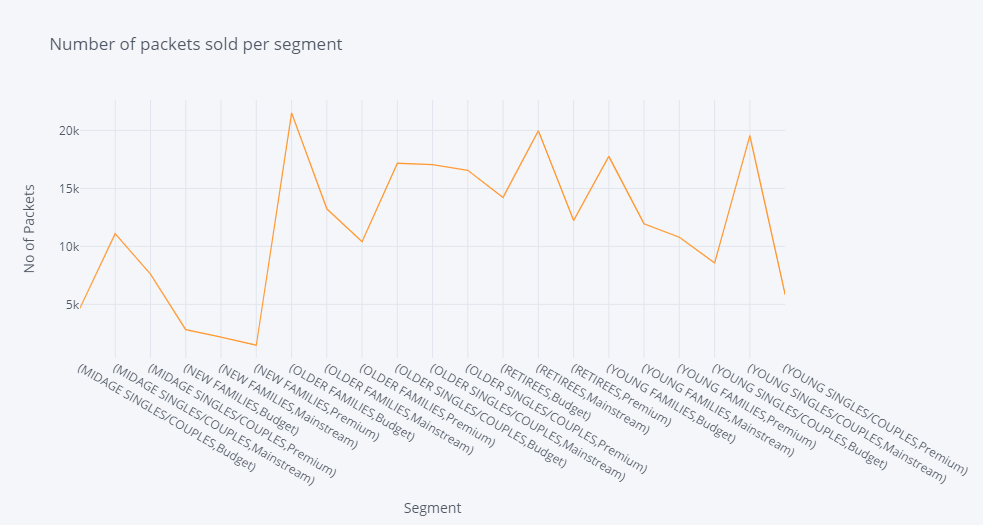 Number of packets sold per segment
No of Packets
20k
15k
10k
5k
(MIDAGE SINGLES/COUPLES,Budget)
(MIDAGE SINGLES/COUPLES,Mainstream)
(MIDAGE SINGLES/COUPLES,Premium)
(NEW FAMILIES,Budget)
(NEW FAMILIES,Mainstream)
(NEW FAMILIES,Premium)
(OLDER FAMILIES,Budget)
(OLDER FAMILIES,Mainstream)
(OLDER FAMILIES,Premium)
(OLDER SINGLES/COUPLES,Budget)
(OLDER SINGLES/COUPLES,Mainstream)
(OLDER SINGLES/COUPLES,Premium)
(RETIREES,Budget)
(RETIREES,Mainstream)
(RETIREES,Premium)
(YOUNG FAMILIES,Budget)
(YOUNG FAMILIES,Mainstream)
(YOUNG FAMILIES,Premium)
(YOUNG SINGLES/COUPLES,Budget)
(YOUNG SINGLES/COUPLES,Mainstream)
(YOUNG SINGLES/COUPLES,Premium)
Segment